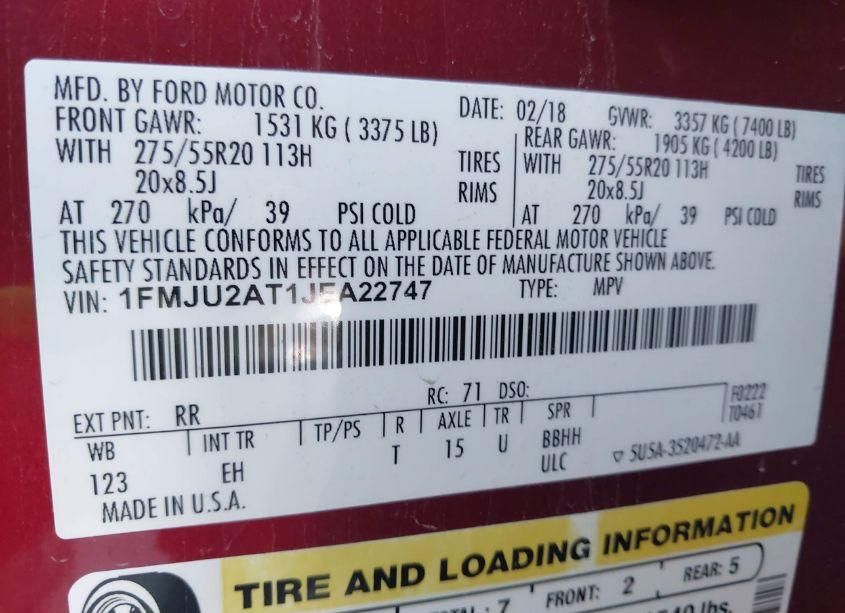 MFD. BY FORD MOTOR CO. DATE: 02/18 GVWR: 3357 KG ( 7400 LB)
FRONT GAWR: 1531 KG ( 3375 LB) REAR GAWR: 1905 KG ( 4200 LB)
WITH 275/55R20 113H TIRES WITH 275/55R20 113H TIRES
20x8.5J RIMS 20x8.5J RIMS
AT 270 kPa/ 39 PSI COLD AT 270 kPa/ 39 PSI COLD
THIS VEHICLE CONFORMS TO ALL APPLICABLE FEDERAL MOTOR VEHICLE
SAFETY STANDARDS IN EFFECT ON THE DATE OF MANUFACTURE SHOWN ABOVE.
VIN: 1FMJU2AT1JEA22747 TYPE: MPV
EXT PNT: RR RC: 71 DSO: F0222
T0461
WB INT TR TP/PS R AXLE TR SPR
123 EH T 15 U BBHH
ULC ▽ 5USA-3520472-AA
MADE IN U.S.A.
TIRE AND LOADING INFORMATION
7 FRONT: 2 REAR: 5
lbs.